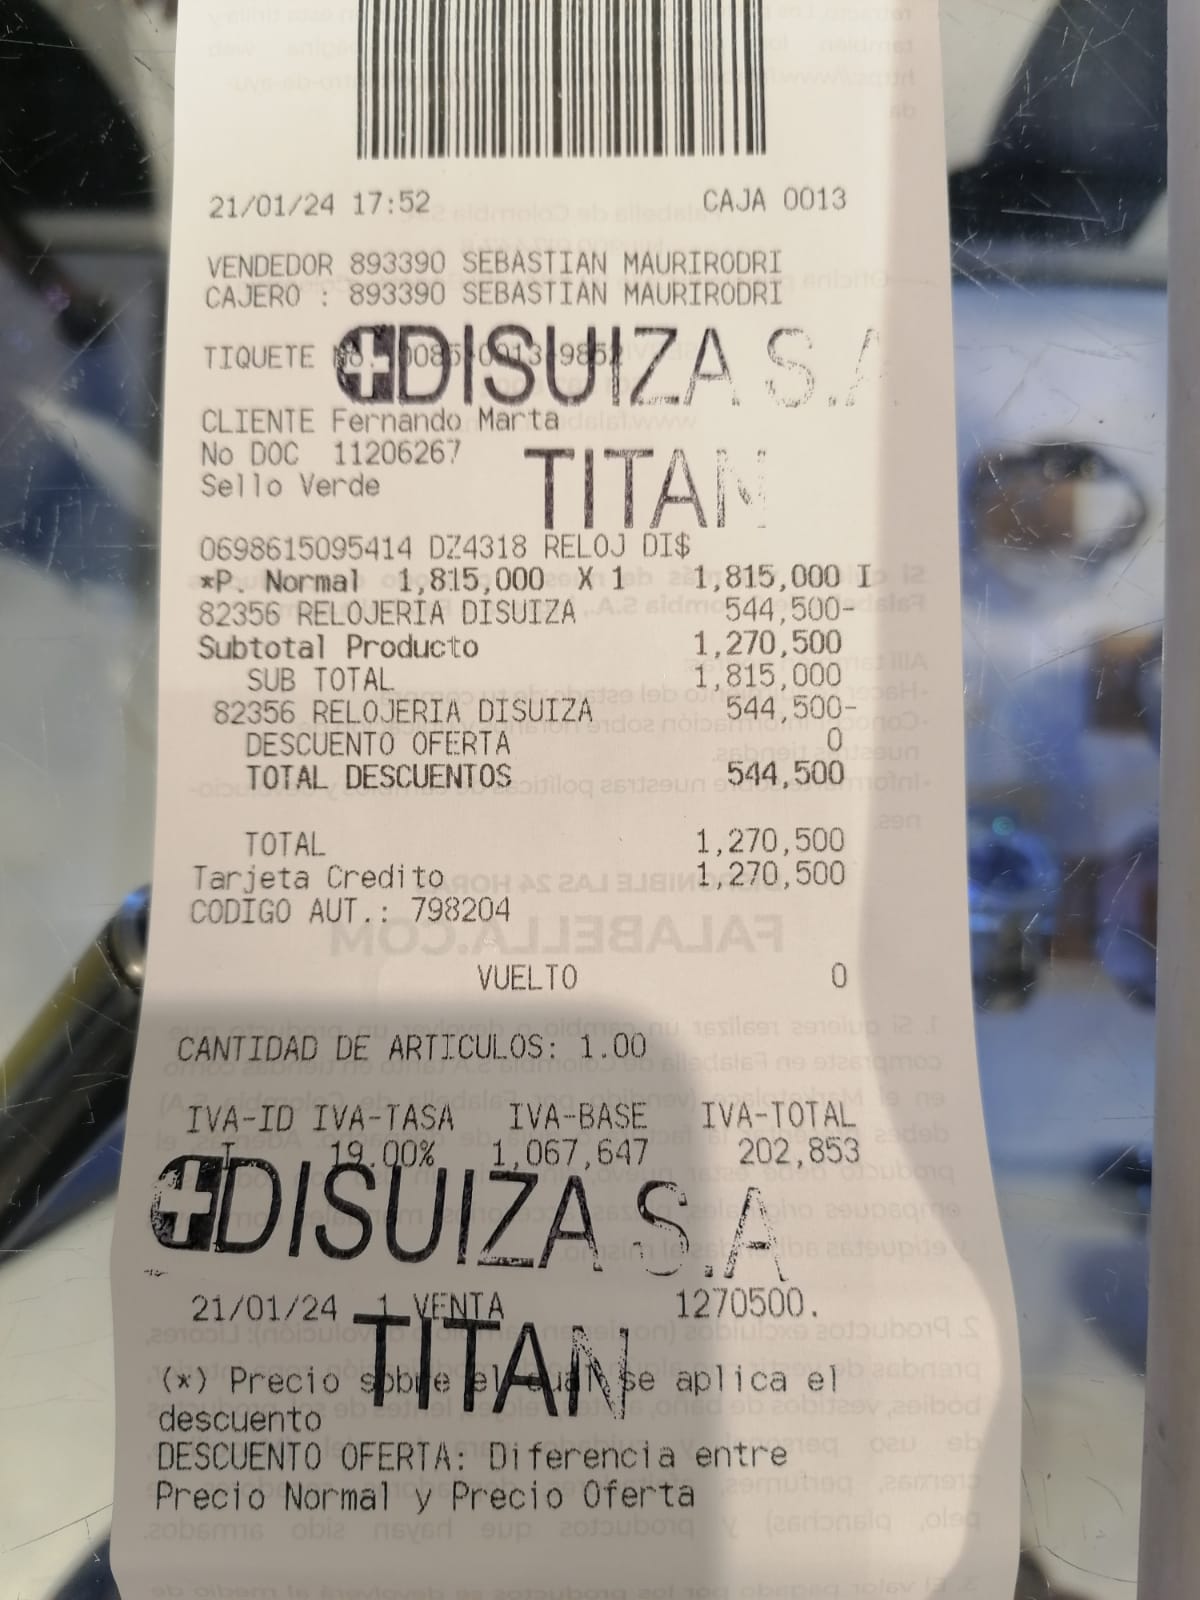 21/01/24 17:52 CAJA 0013
VENDEDOR 893390 SEBASTIAN MAURIRODRI
CAJERO : 893390 SEBASTIAN MAURIRODRI
DISUIZA S.A
TIQUETE No. 0085 0013 9852
CLIENTE Fernando Marta
No DOC 11206267
TITAN
Sello Verde
0698615095414 DZ4318 RELOJ DI$
*P. Normal 1,815,000 X 1 1,815,000 I
82356 RELOJERIA DISUIZA 544,500-
Subtotal Producto 1,270,500
SUB TOTAL 1,815,000
82356 RELOJERIA DISUIZA 544,500-
DESCUENTO OFERTA 0
TOTAL DESCUENTOS 544,500
TOTAL 1,270,500
Tarjeta Credito 1,270,500
CODIGO AUT.: 798204
VUELTO 0
CANTIDAD DE ARTICULOS: 1.00
IVA-ID IVA-TASA IVA-BASE IVA-TOTAL
I 19.00% 1,067,647 202,853
DISUIZA S.A
21/01/24 1 VENTA 1270500.
TITAN
(*) Precio sobre el cual se aplica el
descuento
DESCUENTO OFERTA: Diferencia entre
Precio Normal y Precio Oferta